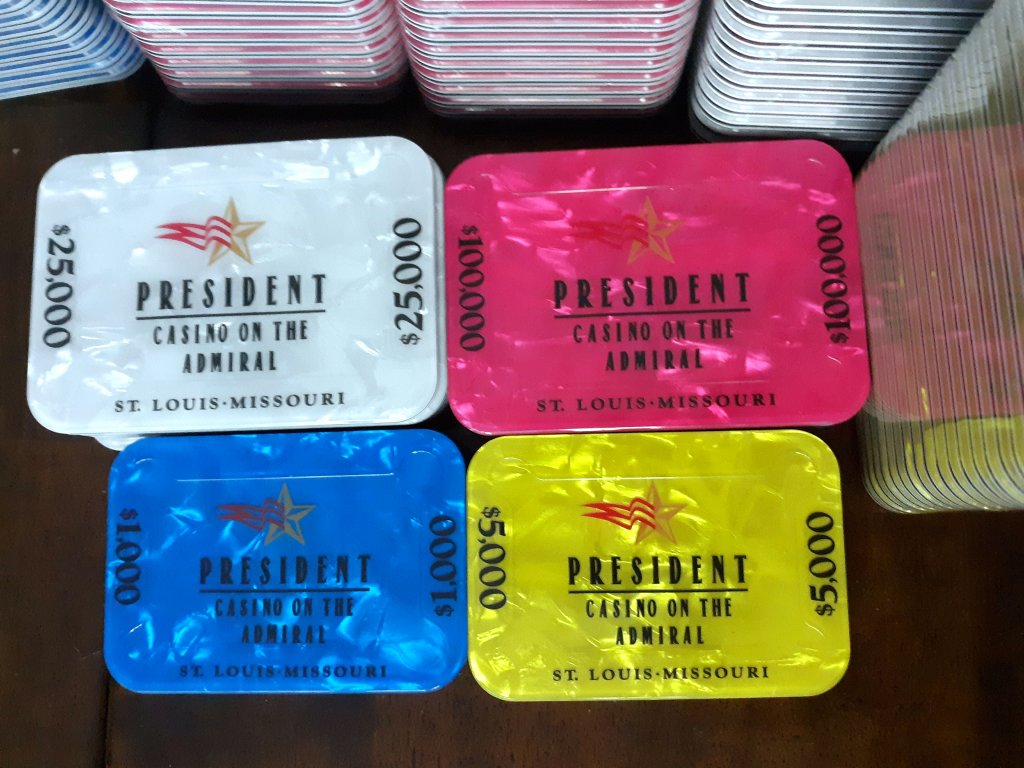 $25,000
PRESIDENT
CASINO ON THE
ADMIRAL
ST. LOUIS·MISSOURI
$25,000
$100,000
PRESIDENT
CASINO ON THE
ADMIRAL
ST. LOUIS·MISSOURI
$100,000
$1,000
PRESIDENT
CASINO ON THE
ADMIRAL
ST. LOUIS·MISSOURI
$1,000
$5,000
PRESIDENT
CASINO ON THE
ADMIRAL
ST. LOUIS·MISSOURI
$5,000